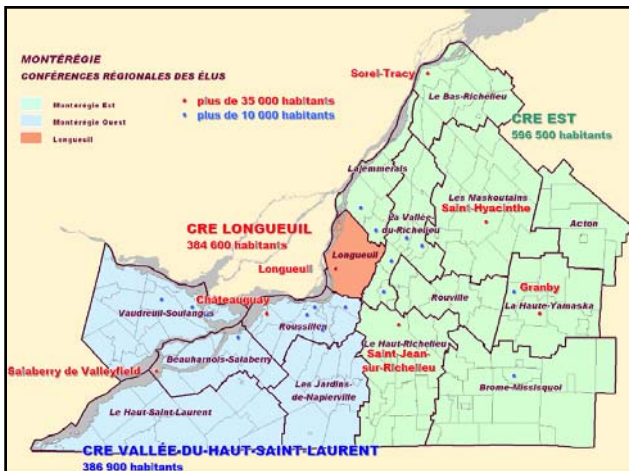 MONTÉRÉGIE
CONFÉRENCES RÉGIONALES DES ÉLUS
Montérégie Est
Montérégie Ouest
Longueuil
plus de 35 000 habitants
plus de 10 000 habitants
Sorel-Tracy
Le Bas-Richelieu
CRE EST
596 500 habitants
Lajemmerais
Les Maskoutains
Saint-Hyacinthe
La Vallée-
du-Richelieu
Acton
CRE LONGUEUIL
384 600 habitants
Longueuil
Longueuil
Châteauguay
Vaudreuil-Soulanges
Roussillon
Rouville
Granby
La Haute-Yamaska
Beauharnois-Salaberry
Le Haut-Richelieu
Saint-Jean-
sur-Richelieu
Salaberry de Valleyfield
Les Jardins-
de-Napierville
Brome-Missisquoi
Le Haut-Saint-Laurent
CRE VALLÉE-DU-HAUT-SAINT-LAURENT
386 900 habitants